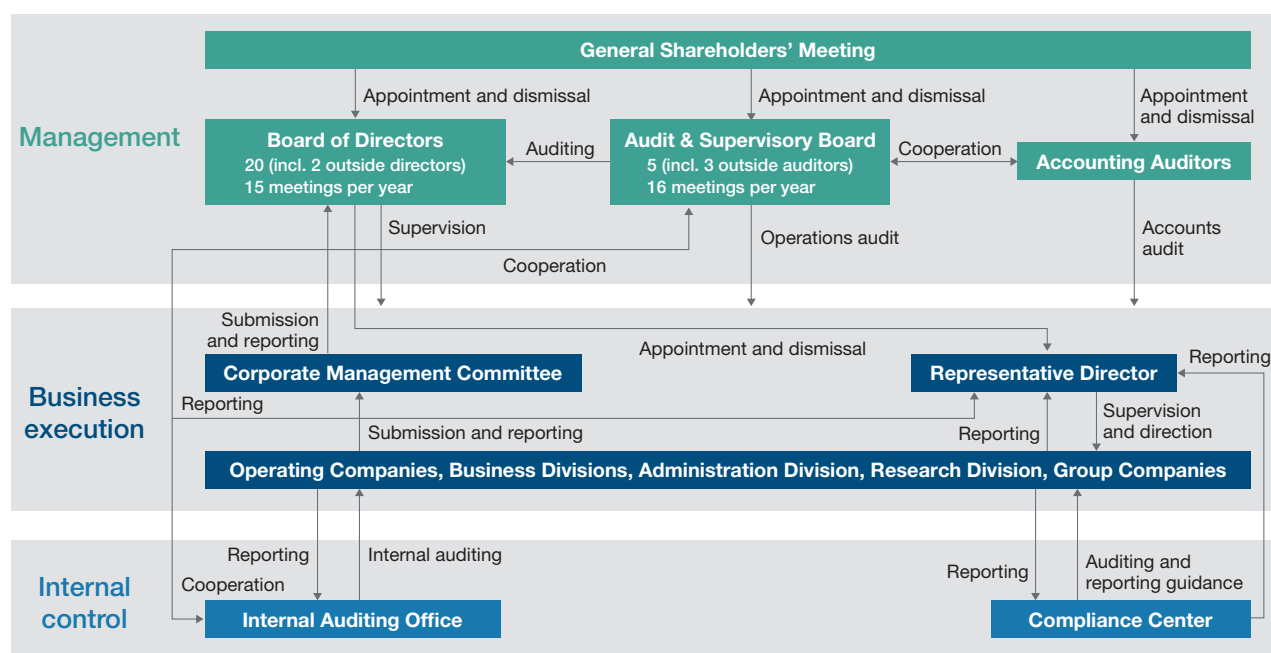 General Shareholders' Meeting
Appointment and dismissal
Appointment and dismissal
Appointment
and dismissal
Management
Board of Directors
20 (incl. 2 outside directors)
15 meetings per year
Auditing
Audit & Supervisory Board
5 (incl. 3 outside auditors)
16 meetings per year
Cooperation
Accounting Auditors
Supervision
Operations audit
Accounts
audit
Cooperation
Submission
and reporting
Appointment and dismissal
Reporting
Business
execution
Corporate Management Committee
Representative Director
Reporting
Submission and reporting
Reporting
Supervision
and direction
Operating Companies, Business Divisions, Administration Division, Research Division, Group Companies
Reporting
Internal auditing
Reporting
Auditing and
reporting guidance
Cooperation
Internal
control
Internal Auditing Office
Compliance Center